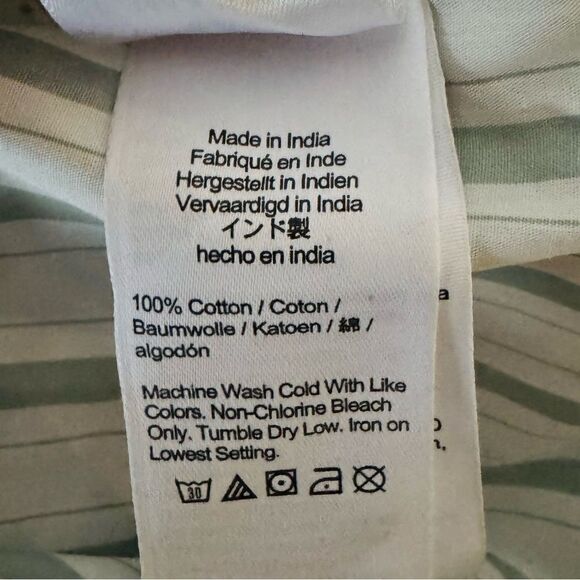 Made in India
Fabriqué en Inde
Hergestellt in Indien
Vervaardigd in India
インド製
hecho en india
100% Cotton / Coton /
Baumwolle / Katoen / 綿 /
algodón
Machine Wash Cold With Like
Colors. Non-Chlorine Bleach
Only. Tumble Dry Low. Iron on
Lowest Setting.
30